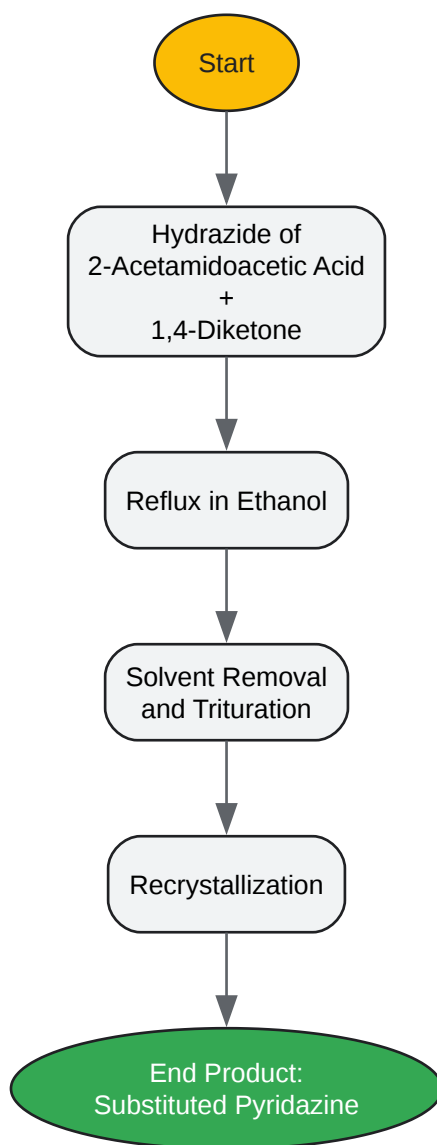 Start
Hydrazide of
2-Acetamidoacetic Acid
+
1,4-Diketone
Reflux in Ethanol
Solvent Removal
and Trituration
Recrystallization
End Product:
Substituted Pyridazine